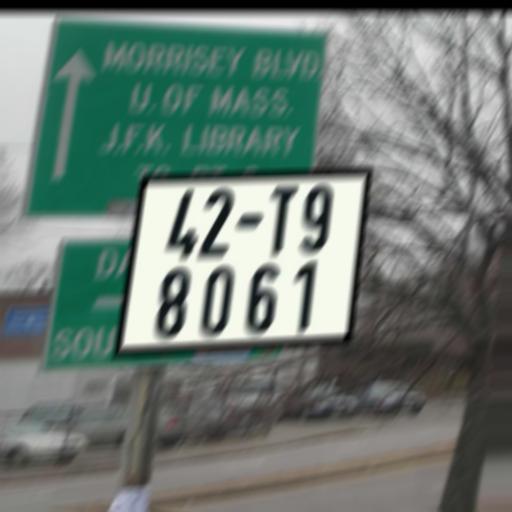 MORRISEY BLVD
U. OF MASS.
J.F.K. LIBRARY
42-T9
8061